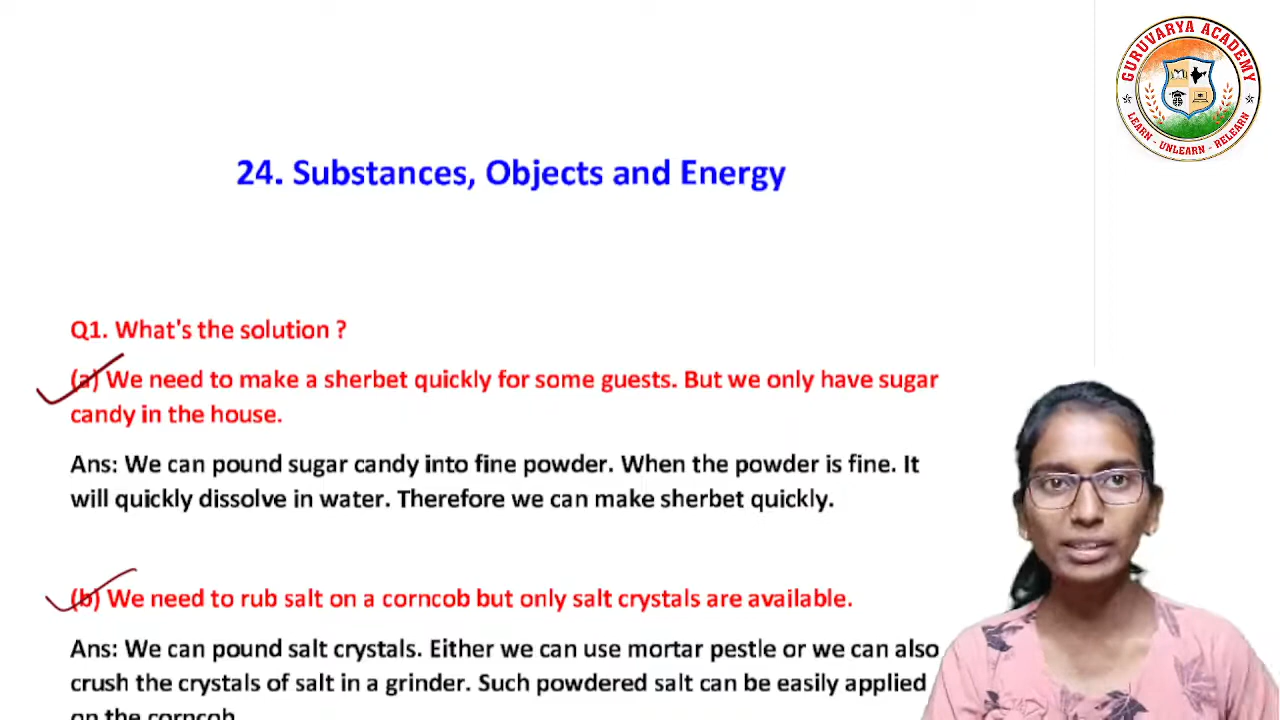 GURUVARYA ACADEMY
LEARN - UNLEARN - RELEARN
24. Substances, Objects and Energy
Q1. What's the solution ?
(a) We need to make a sherbet quickly for some guests. But we only have sugar
candy in the house.
Ans: We can pound sugar candy into fine powder. When the powder is fine. It
will quickly dissolve in water. Therefore we can make sherbet quickly.
(b) We need to rub salt on a corncob but only salt crystals are available.
Ans: We can pound salt crystals. Either we can use mortar pestle or we can also
crush the crystals of salt in a grinder. Such powdered salt can be easily applied
on the corncob